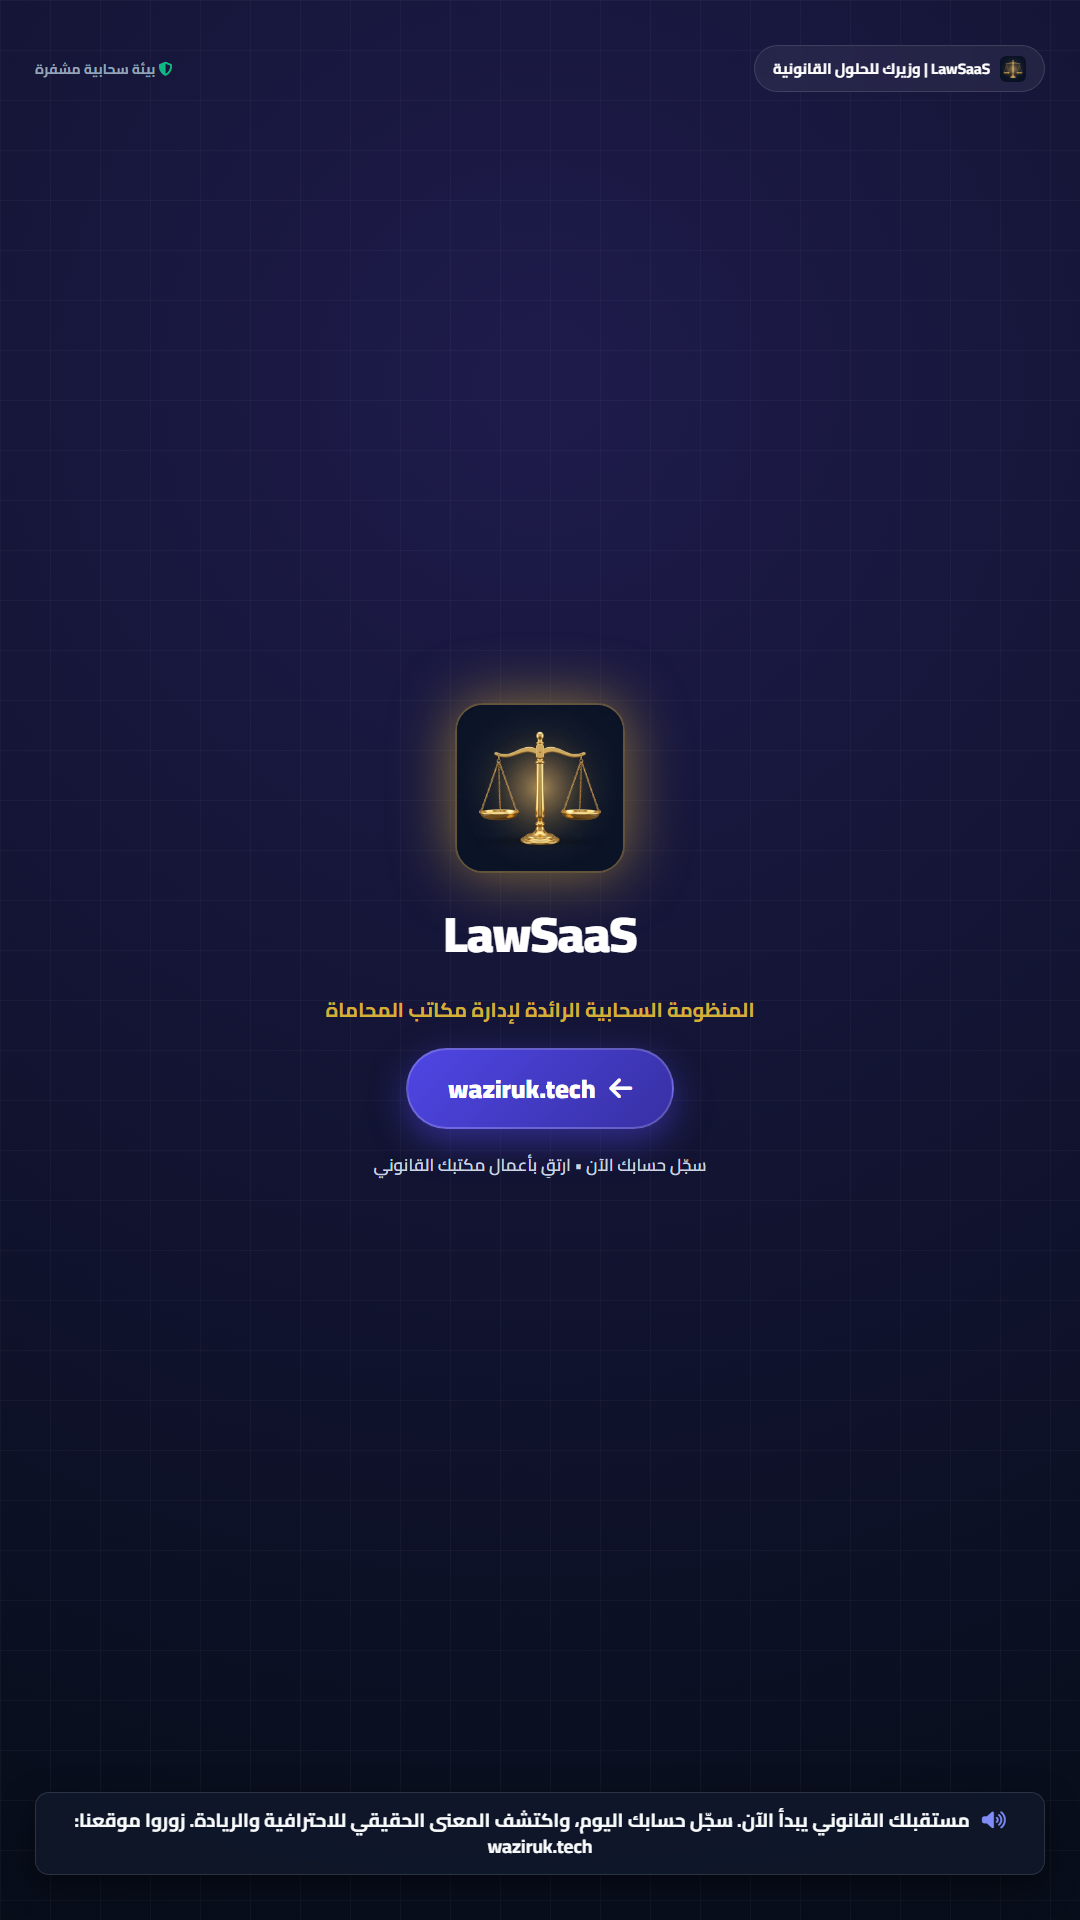 LawSaaS | وزيرك للحلول القانونية
بيئة سحابية مشفرة
LawSaaS
المنظومة السحابية الرائدة لإدارة مكاتب المحاماة
waziruk.tech
سجّل حسابك الآن • ارتقِ بأعمال مكتبك القانوني
مستقبلك القانوني يبدأ الآن. سجّل حسابك اليوم، واكتشف المعنى الحقيقي للاحترافية والريادة. زوروا موقعنا:
waziruk.tech